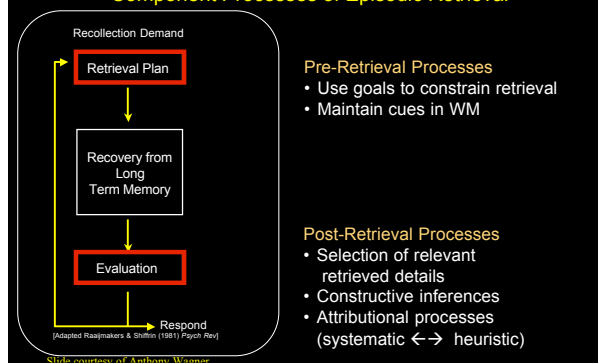 Component Processes of Episodic Retrieval
Recollection Demand
Retrieval Plan
Recovery from
Long
Term Memory
Evaluation
Respond
[Adapted Raaijmakers & Shiffrin (1981) Psych Rev]
Slide courtesy of Anthony Wagner
Pre-Retrieval Processes
• Use goals to constrain retrieval
• Maintain cues in WM
Post-Retrieval Processes
• Selection of relevant
retrieved details
• Constructive inferences
• Attributional processes
(systematic ←→ heuristic)